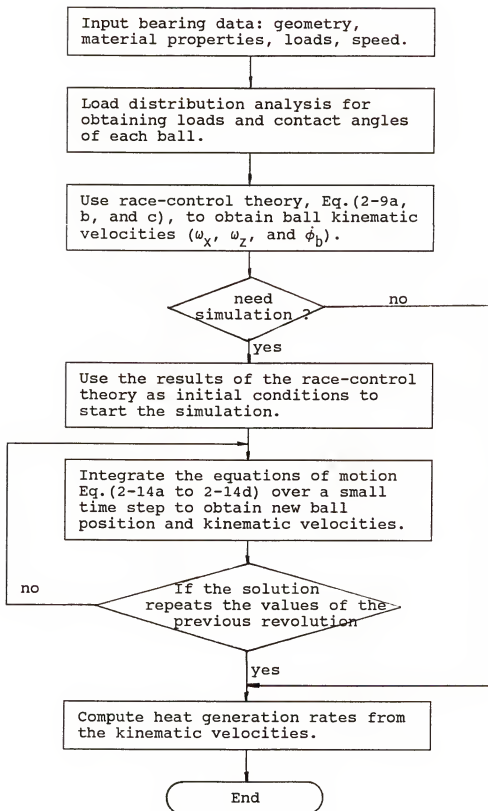 Input bearing data: geometry,
material properties, loads, speed.
Load distribution analysis for
obtaining loads and contact angles
of each ball.
Use race-control theory, Eq.(2-9a,
b, and c), to obtain ball kinematic
velocities (ωx, ωz, and φ̇b).
need
simulation ?
no
yes
Use the results of the race-control
theory as initial conditions to
start the simulation.
Integrate the equations of motion
Eq.(2-14a to 2-14d) over a small
time step to obtain new ball
position and kinematic velocities.
no
If the solution
repeats the values of the
previous revolution
yes
Compute heat generation rates from
the kinematic velocities.
End